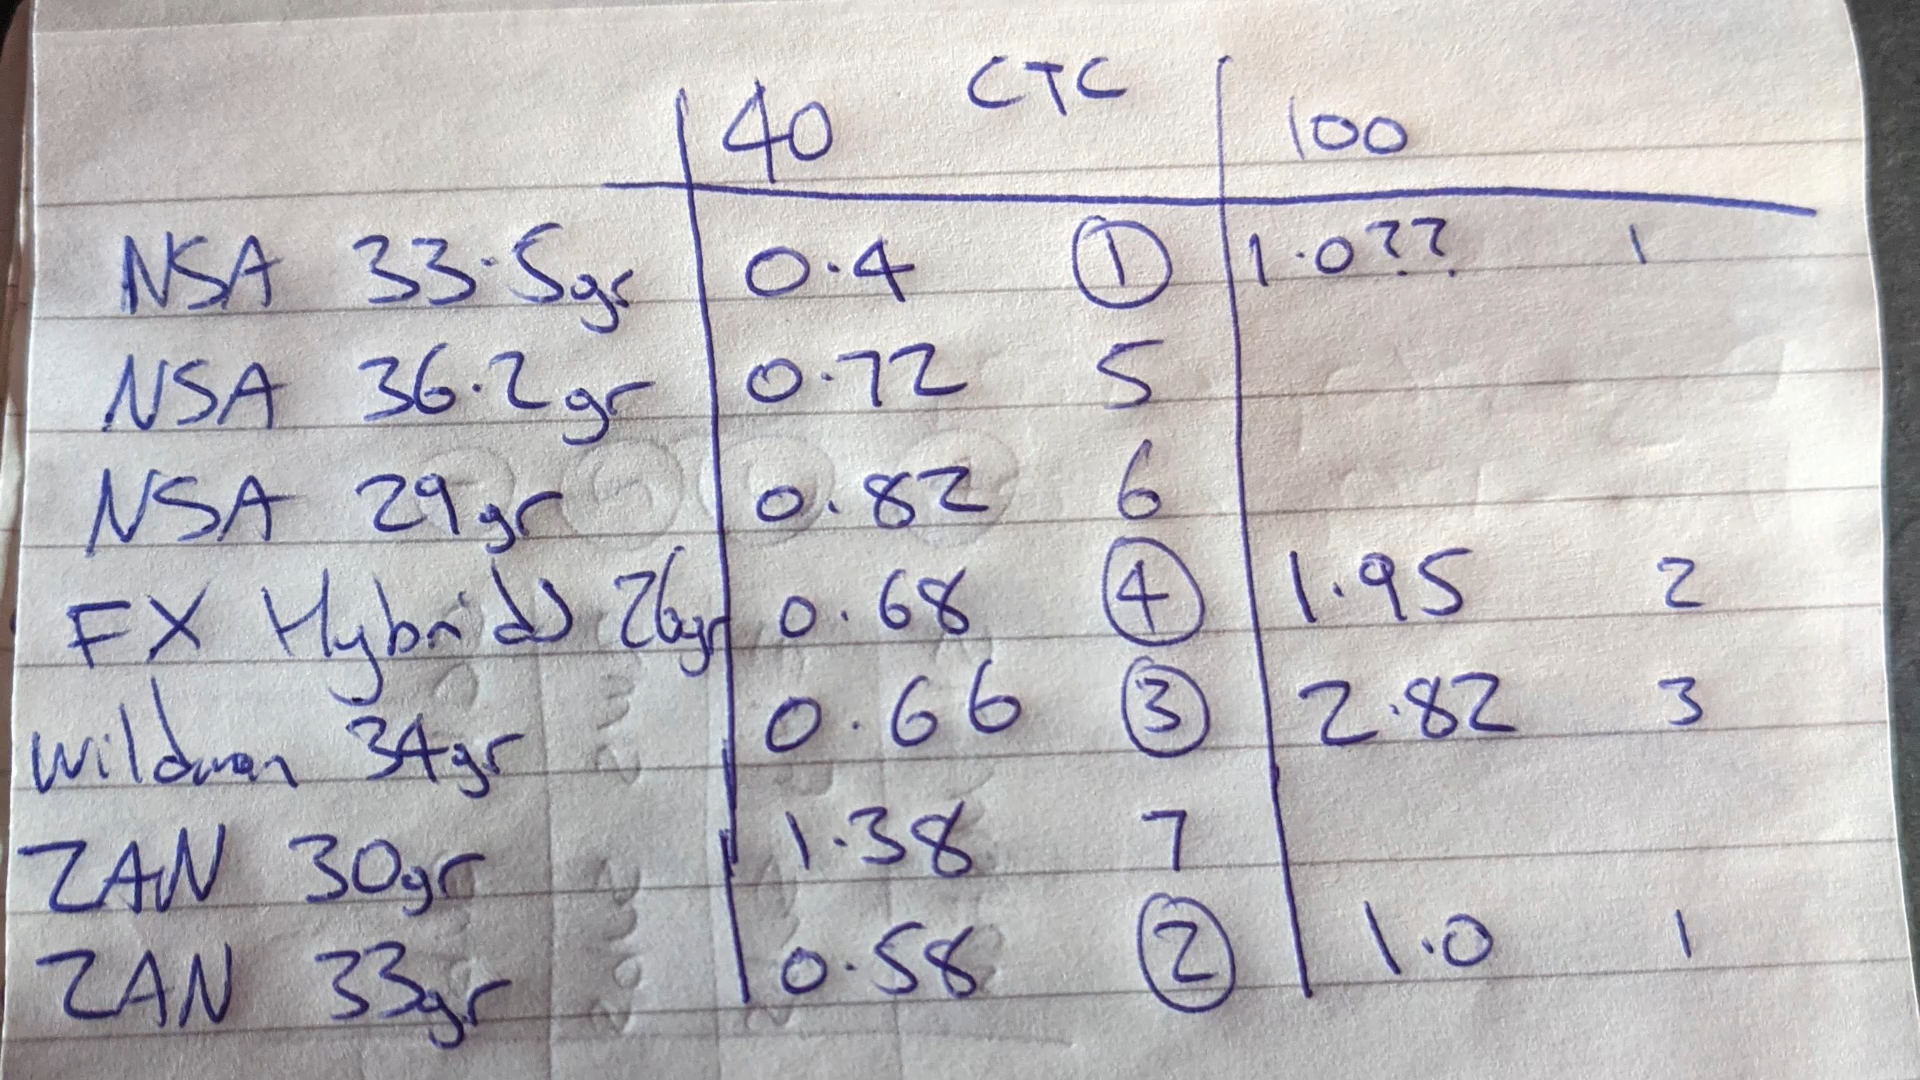 40 CTC 100
NSA 33.5gr 0.4 1 1.0?? 1
NSA 36.2gr 0.72 5
NSA 29gr 0.82 6
FX Hybrids 26gr 0.68 4 1.95 2
Wildman 34gr 0.66 3 2.82 3
ZAN 30gr 1.38 7
ZAN 33gr 0.58 2 1.0 1